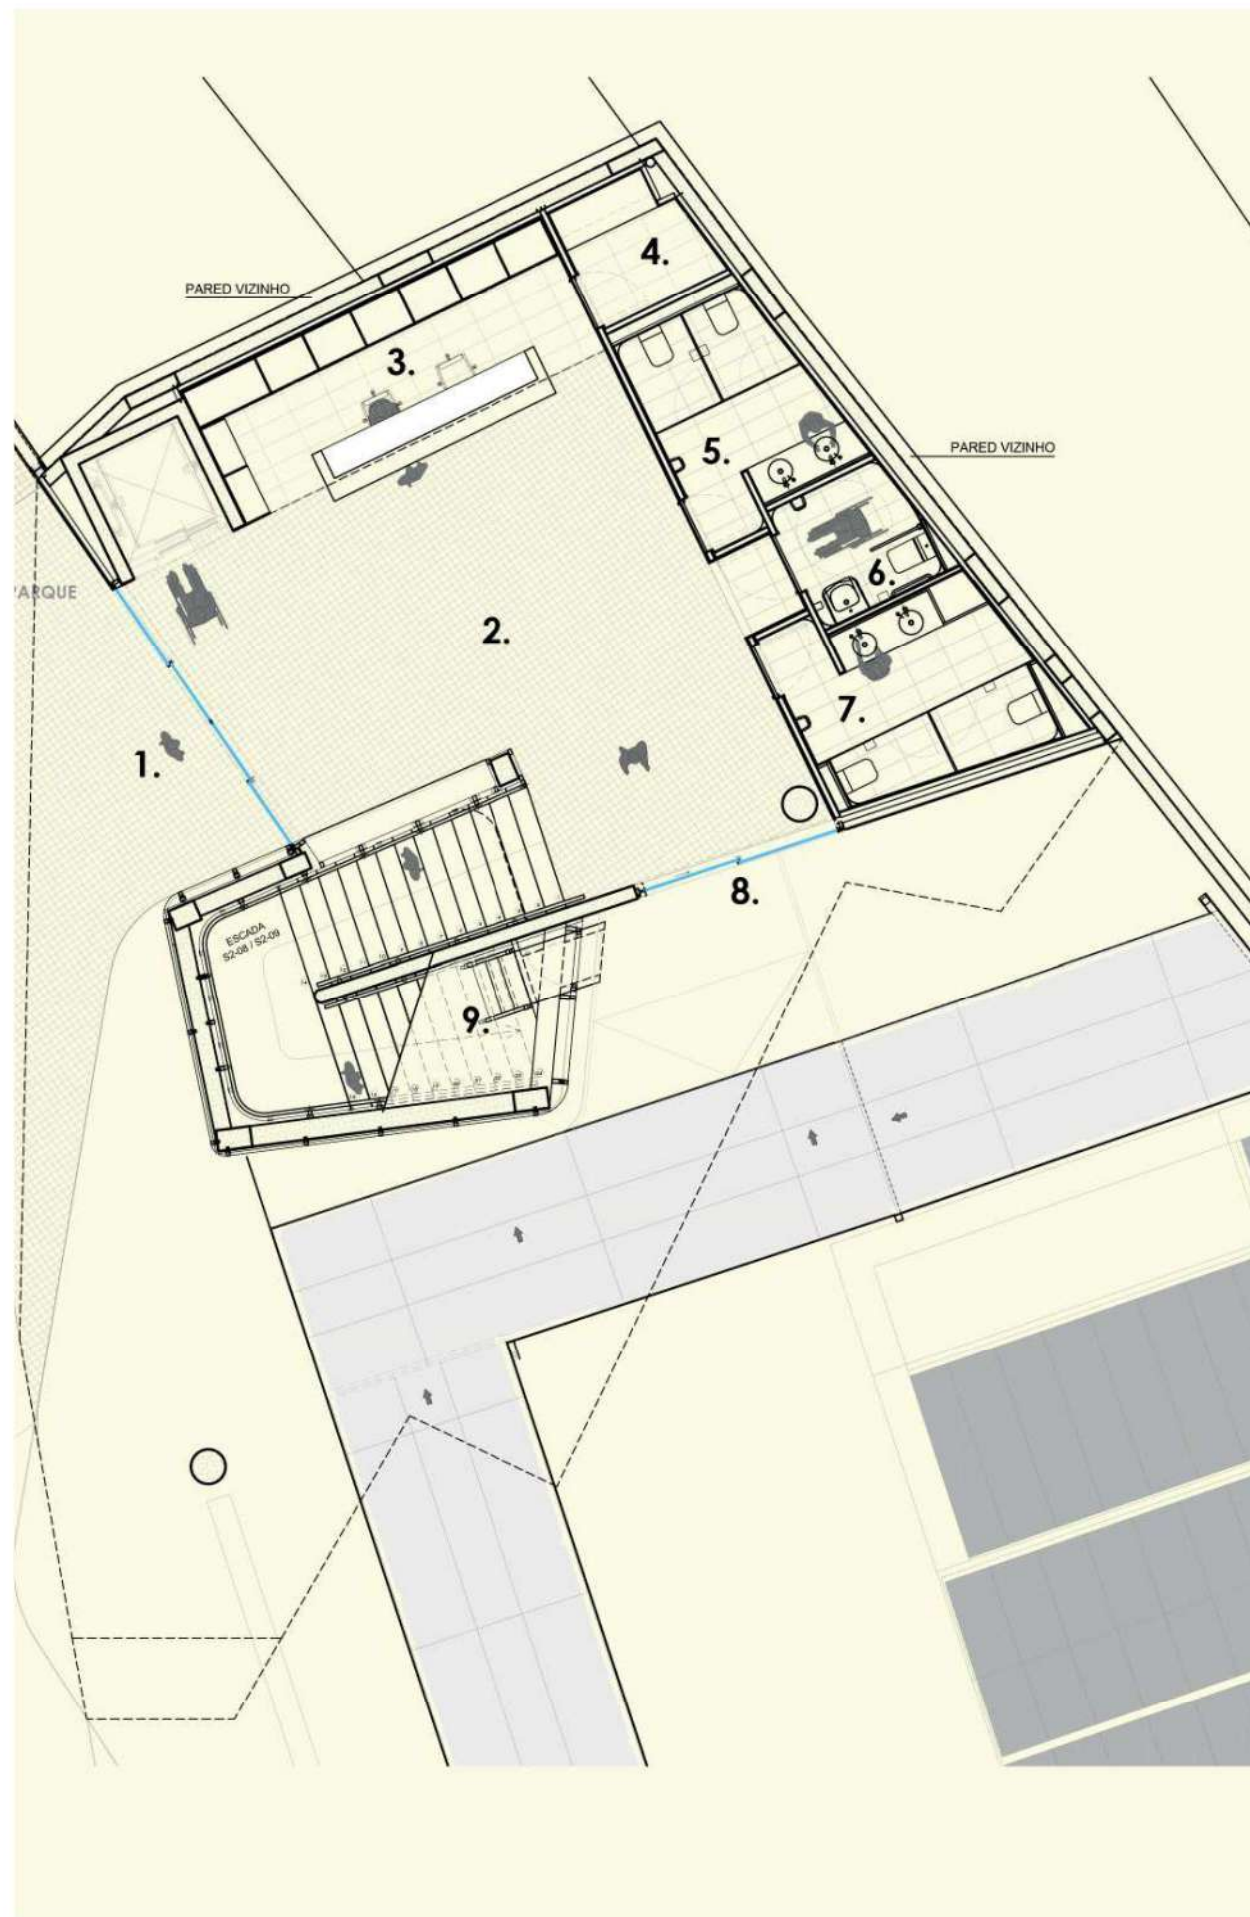 4.
PARED VIZINHO
3.
PARED VIZINHO
5.
6.
PARQUE
2.
7.
1.
8.
ESCADA
S2-08 / S2-09
9.